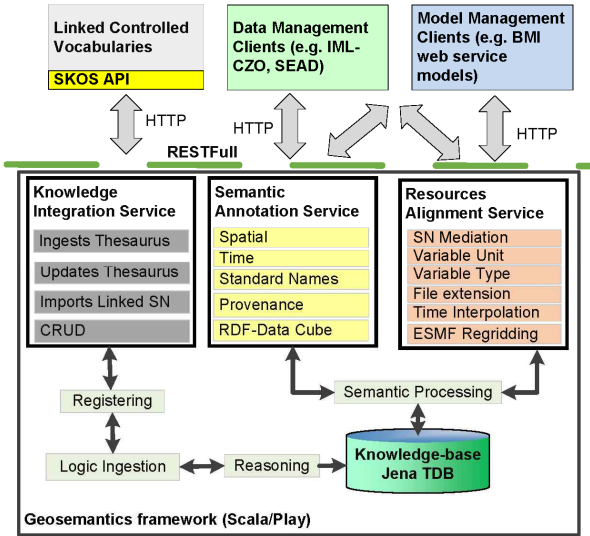 Linked Controlled
Vocabularies
SKOS API
Data Management
Clients (e.g. IML-
CZO, SEAD)
Model Management
Clients (e.g. BMI
web service
models)
HTTP
HTTP
HTTP
RESTFull
Knowledge
Integration Service
Ingests Thesaurus
Updates Thesaurus
Imports Linked SN
CRUD
Semantic
Annotation Service
Spatial
Time
Standard Names
Provenance
RDF-Data Cube
Resources
Alignment Service
SN Mediation
Variable Unit
Variable Type
File extension
Time Interpolation
ESMF Regridding
Registering
Semantic Processing
Logic Ingestion
Reasoning
Knowledge-base
Jena TDB
Geosemantics framework (Scala/Play)